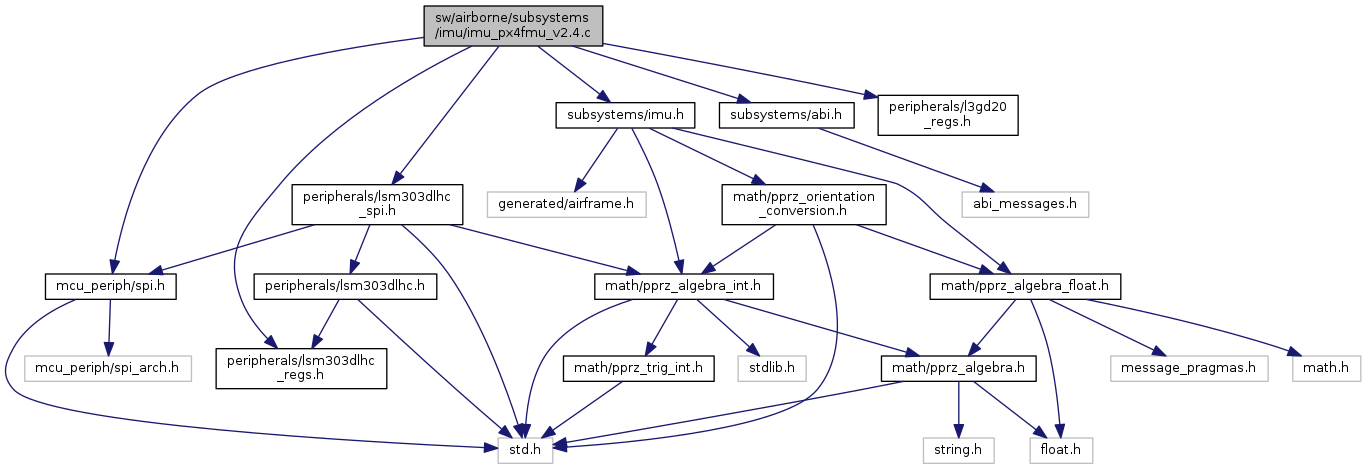 sw/airborne/subsystems
/imu/imu_px4fmu_v2.4.c
subsystems/imu.h
subsystems/abi.h
peripherals/l3gd20
_regs.h
peripherals/lsm303dlhc
_spi.h
generated/airframe.h
math/pprz_orientation
_conversion.h
abi_messages.h
mcu_periph/spi.h
peripherals/lsm303dlhc.h
math/pprz_algebra_int.h
math/pprz_algebra_float.h
mcu_periph/spi_arch.h
peripherals/lsm303dlhc
_regs.h
math/pprz_trig_int.h
stdlib.h
math/pprz_algebra.h
message_pragmas.h
math.h
std.h
string.h
float.h